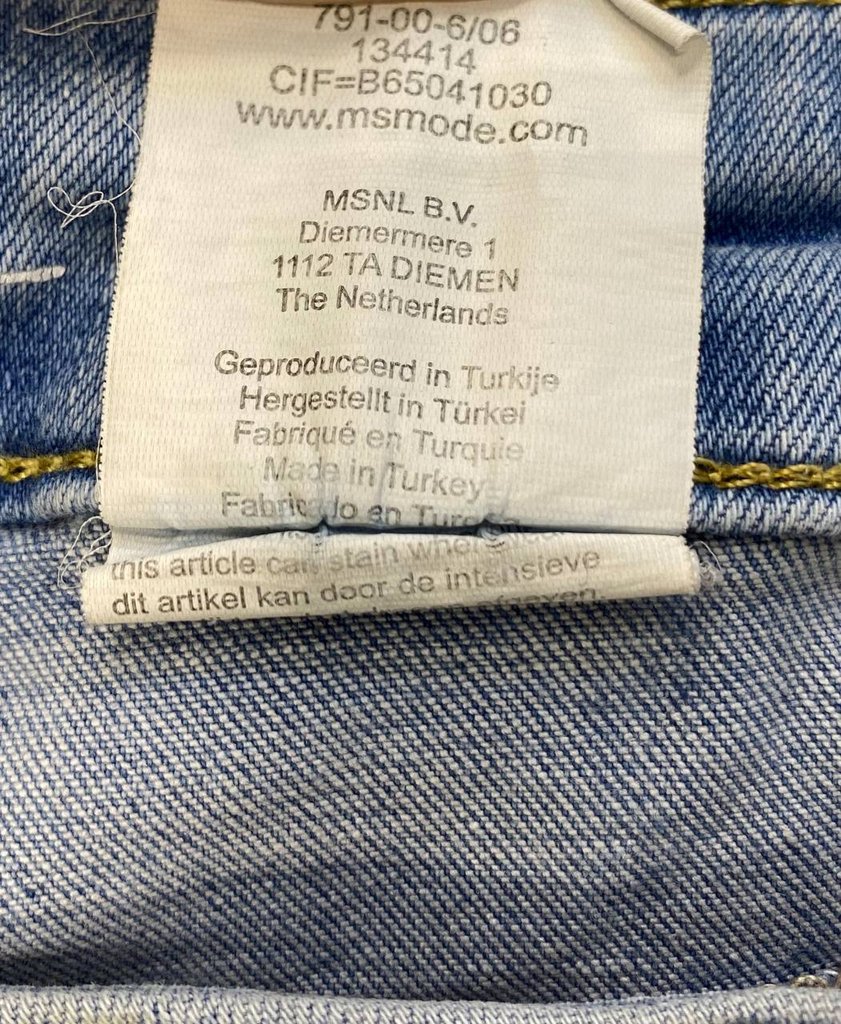 791-00-6/06
134414
CIF=B65041030
www.msmode.com
MSNL B.V.
Diemermere 1
1112 TA DIEMEN
The Netherlands
Geproduceerd in Turkije
Hergestellt in Türkei
Fabriqué en Turquie
Made in Turkey
Fabricado en
this article can stain
dit artikel kan door de intensieve